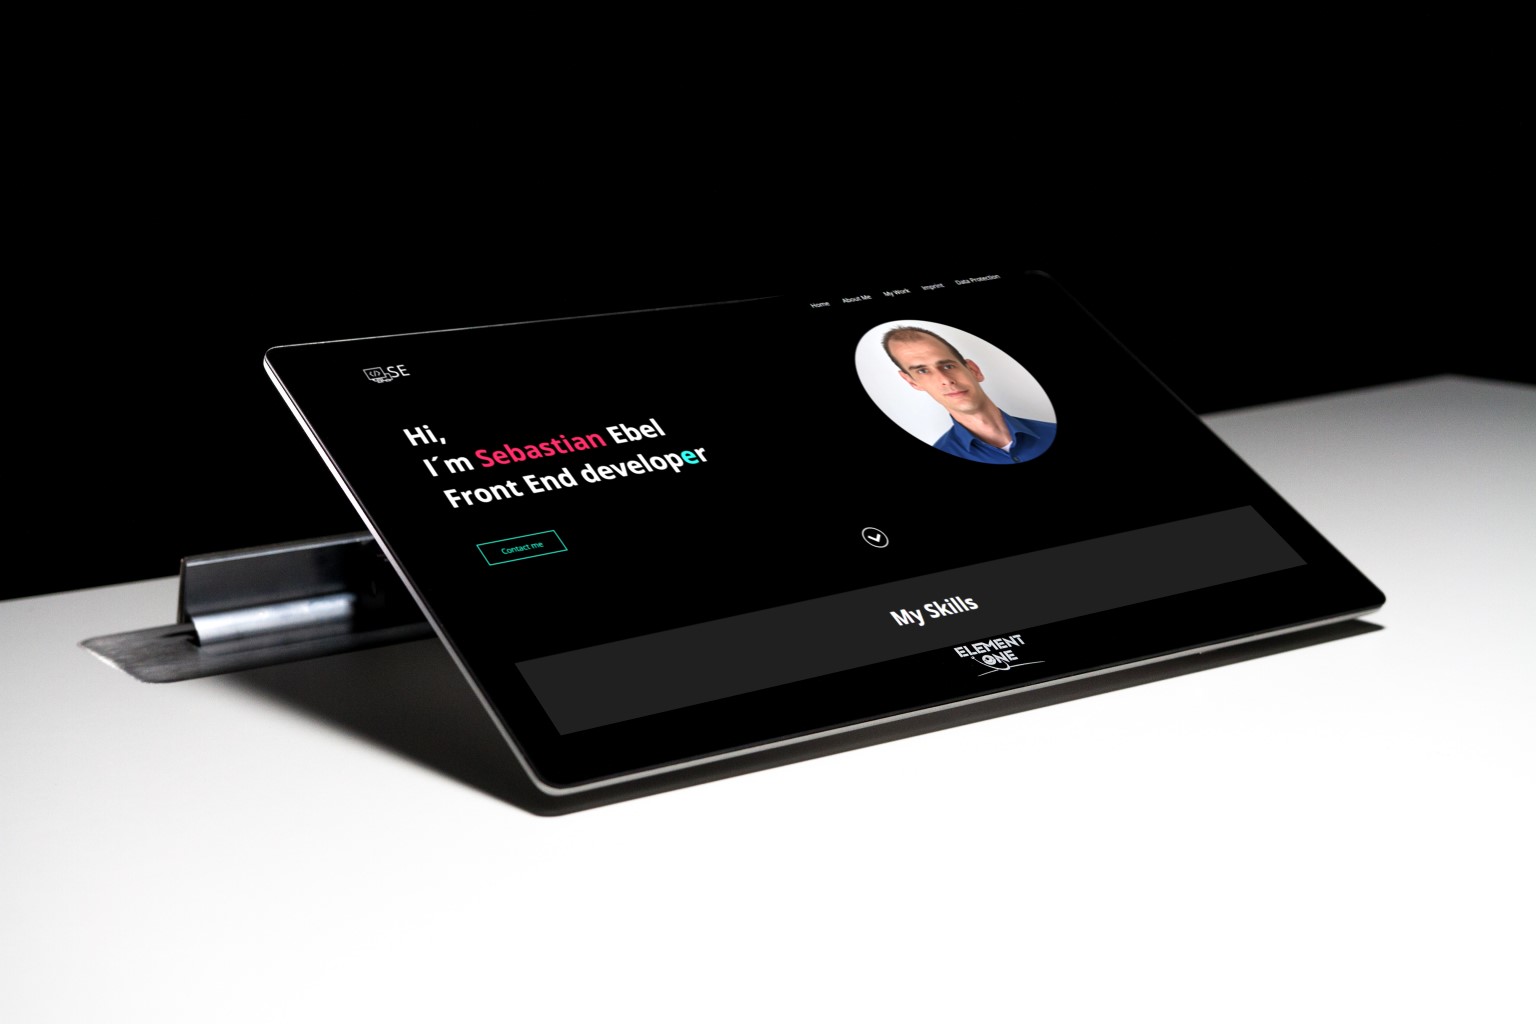 Home About Me My Work Imprint Data Protection
SE
Hi,
I´m Sebastian Ebel
Front End developer
Contact me
My Skills
ELEMENT
ONE